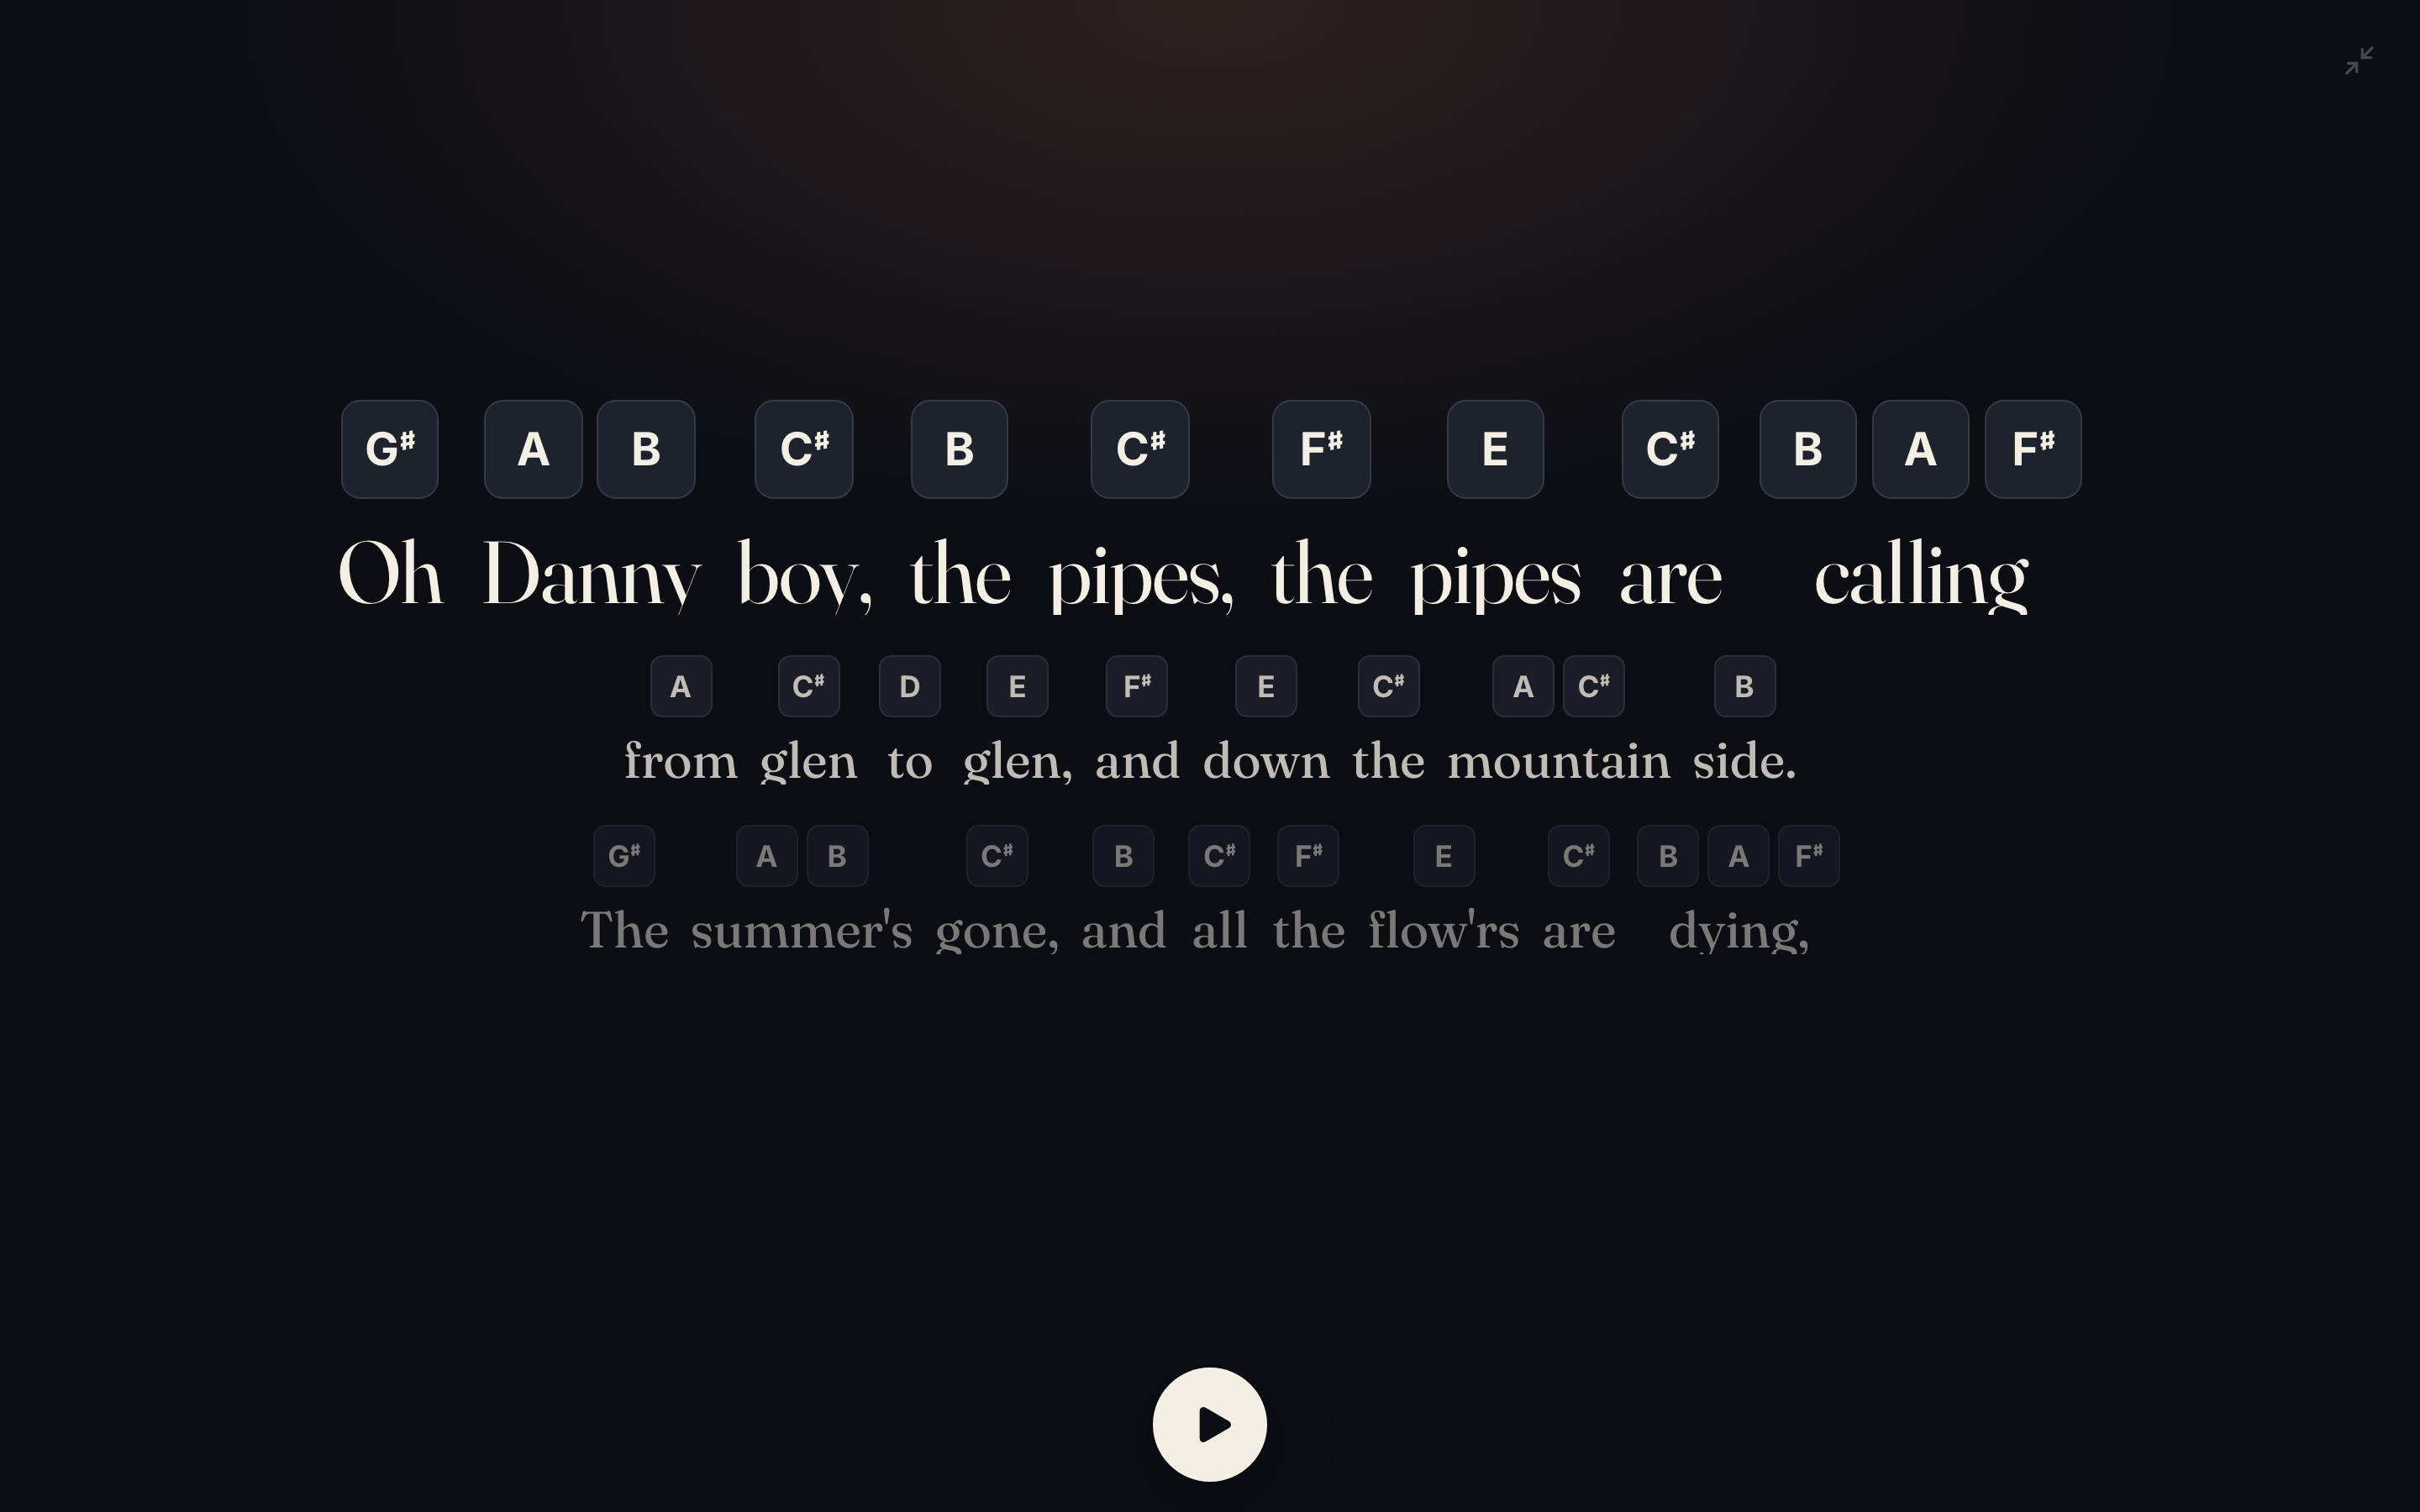 G♯ A B C♯ B C♯ F♯ E C♯ B A F♯
Oh Danny boy, the pipes, the pipes are calling
A C♯ D E F♯ E C♯ A C♯ B
from glen to glen, and down the mountain side.
G♯ A B C♯ B C♯ F♯ E C♯ B A F♯
The summer's gone, and all the flow'rs are dying,